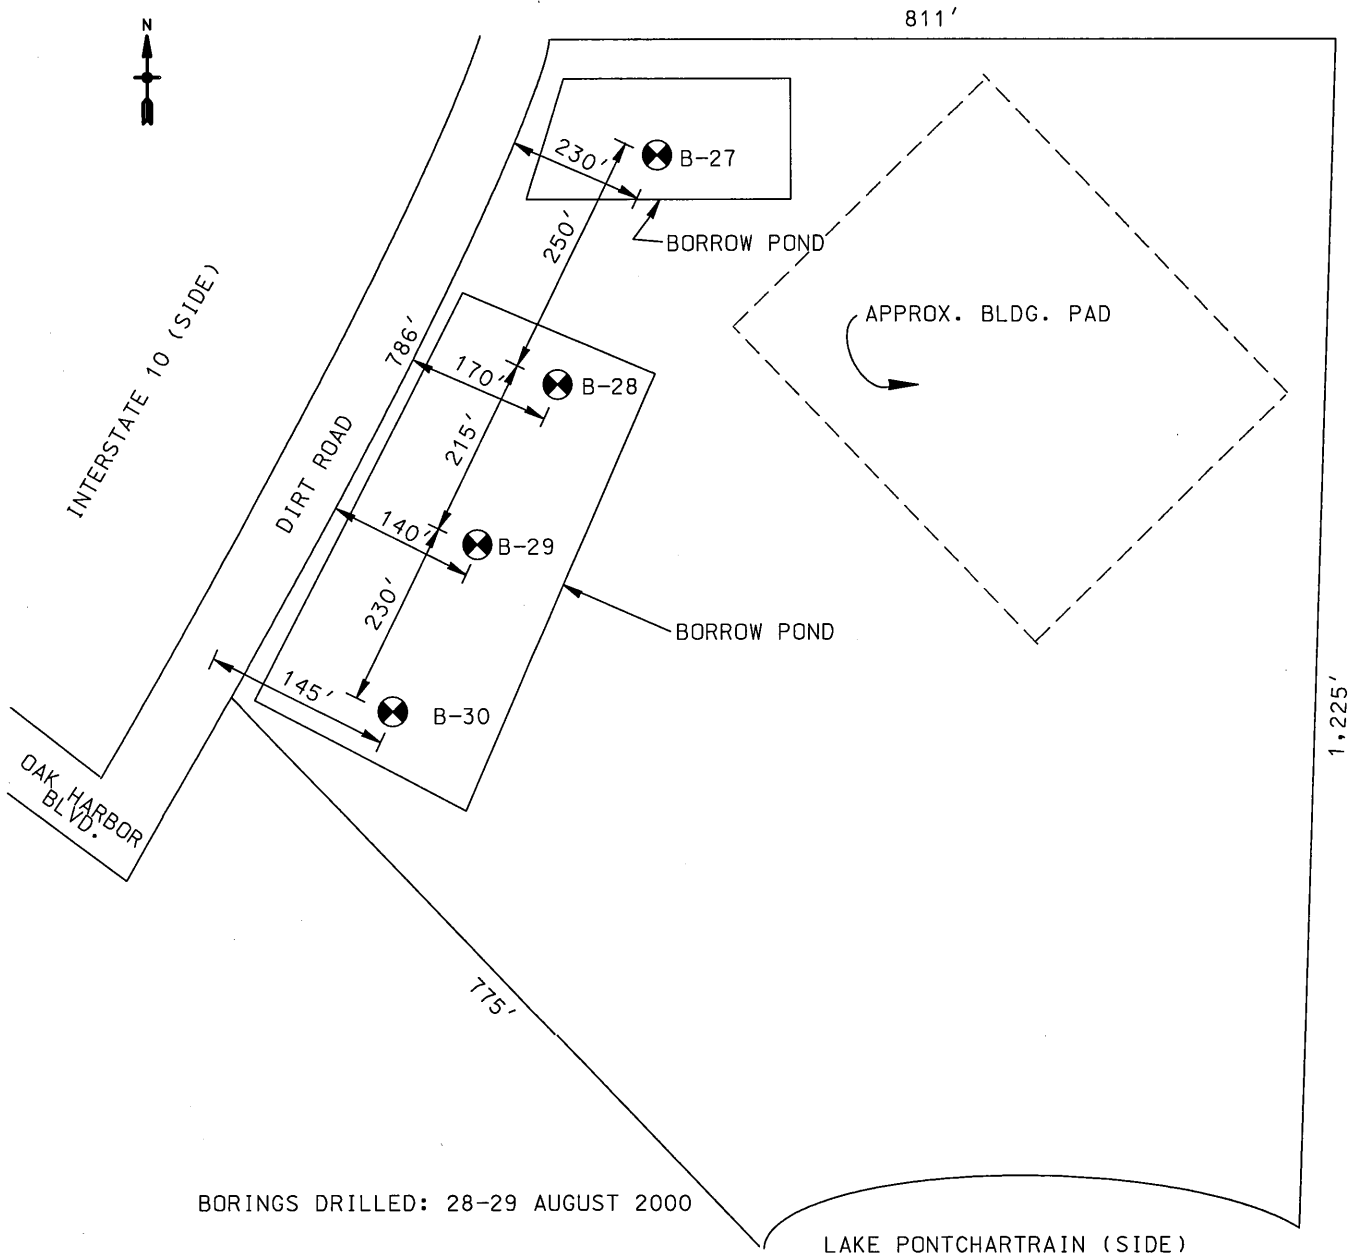 811'
N
230'
B-27
250'
BORROW POND
INTERSTATE 10 (SIDE)
786'
APPROX. BLDG. PAD
170'
B-28
215'
DIRT ROAD
140'
B-29
230'
BORROW POND
145'
B-30
1,225'
OAK HARBOR
BLVD.
775'
BORINGS DRILLED: 28-29 AUGUST 2000
LAKE PONTCHARTRAIN (SIDE)